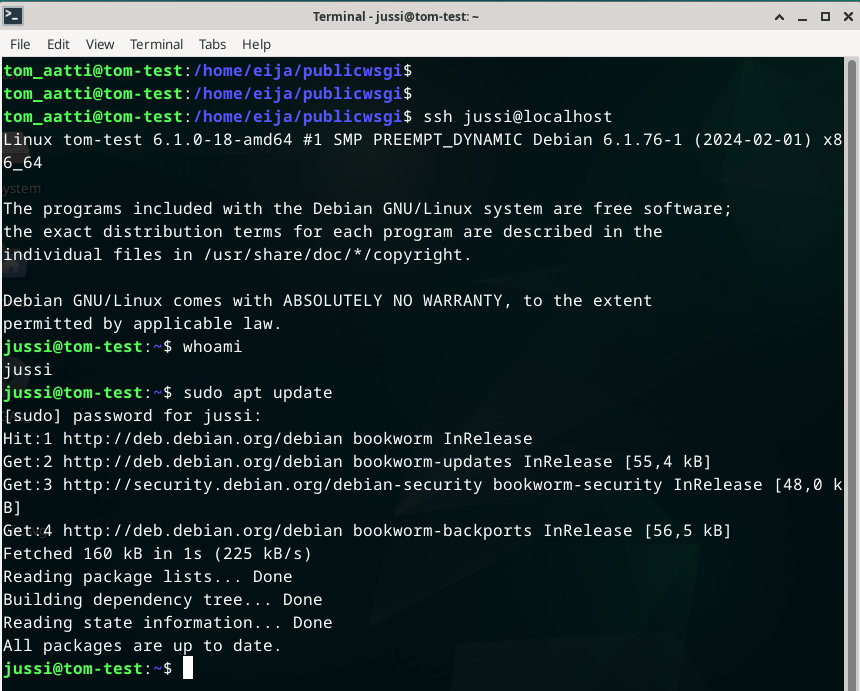 Terminal - jussi@tom-test: ~
File Edit View Terminal Tabs Help
tom_aatti@tom-test:/home/eija/publicwsgi$
tom_aatti@tom-test:/home/eija/publicwsgi$
tom_aatti@tom-test:/home/eija/publicwsgi$ ssh jussi@localhost
Linux tom-test 6.1.0-18-amd64 #1 SMP PREEMPT_DYNAMIC Debian 6.1.76-1 (2024-02-01) x8
6_64
ystem
The programs included with the Debian GNU/Linux system are free software;
the exact distribution terms for each program are described in the
individual files in /usr/share/doc/*/copyright.
Debian GNU/Linux comes with ABSOLUTELY NO WARRANTY, to the extent
permitted by applicable law.
jussi@tom-test:~$ whoami
jussi
jussi@tom-test:~$ sudo apt update
[sudo] password for jussi:
Hit:1 http://deb.debian.org/debian bookworm InRelease
Get:2 http://deb.debian.org/debian bookworm-updates InRelease [55,4 kB]
Get:3 http://security.debian.org/debian-security bookworm-security InRelease [48,0 k
B]
Get:4 http://deb.debian.org/debian bookworm-backports InRelease [56,5 kB]
Fetched 160 kB in 1s (225 kB/s)
Reading package lists... Done
Building dependency tree... Done
Reading state information... Done
All packages are up to date.
jussi@tom-test:~$